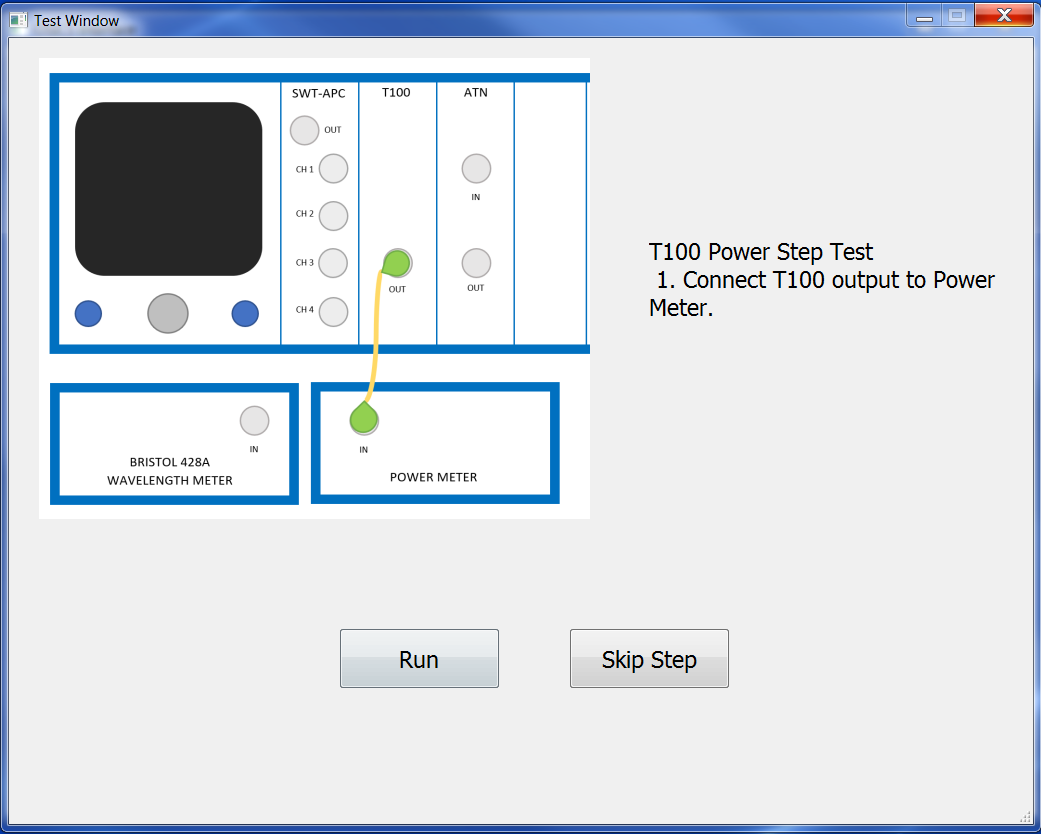 Test Window
SWT-APC
T100
ATN
OUT
CH 1
IN
CH 2
CH 3
OUT
OUT
CH 4
IN
BRISTOL 428A
WAVELENGTH METER
IN
POWER METER
T100 Power Step Test
1. Connect T100 output to Power
Meter.
Run
Skip Step